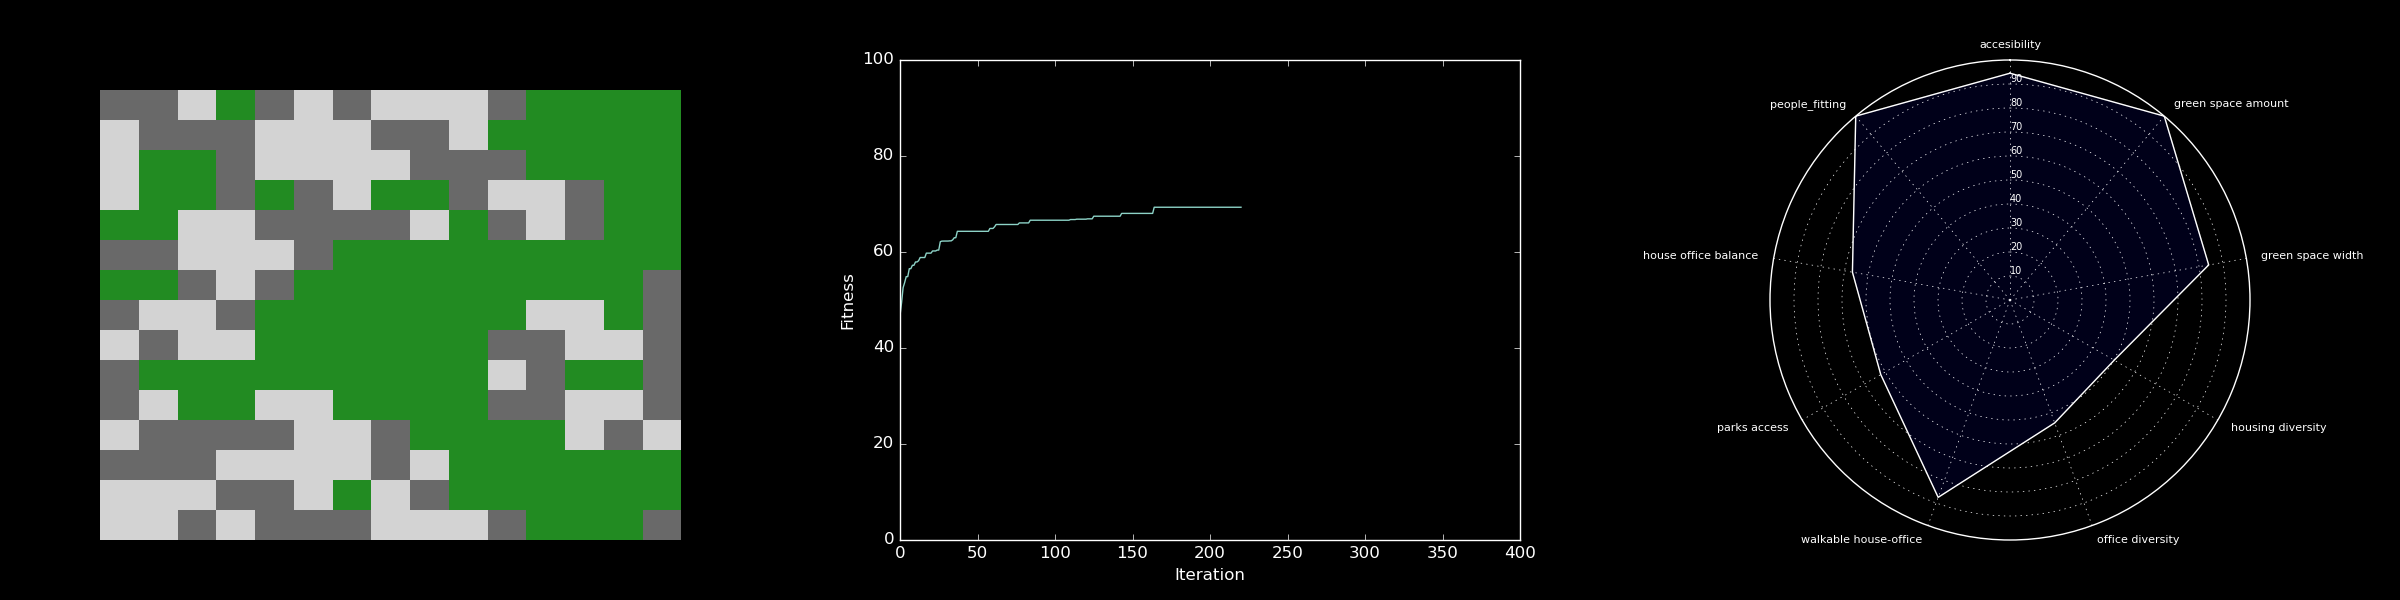 100
80
60
40
20
0
Fitness
0 50 100 150 200 250 300 350 400
Iteration
accesibility
people_fitting
green space amount
90
80
70
60
50
40
30
20
10
house office balance
green space width
parks access
housing diversity
walkable house-office
office diversity